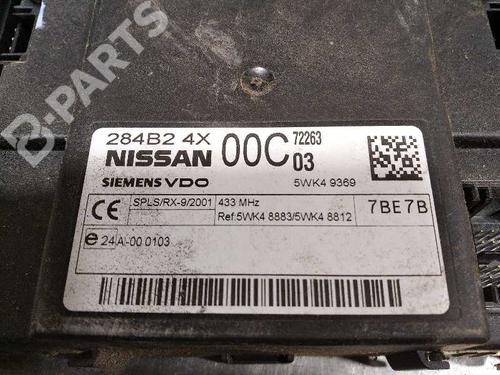 B-PARTS
284B2 4X 00C 72263
NISSAN 03
SIEMENS VDO 5WK4 9369
CE SPLS/RX-9/2001 433 MHz 7BE7B
Ref:5WK4 8883/5WK4 8812
e 24 A-00 0103